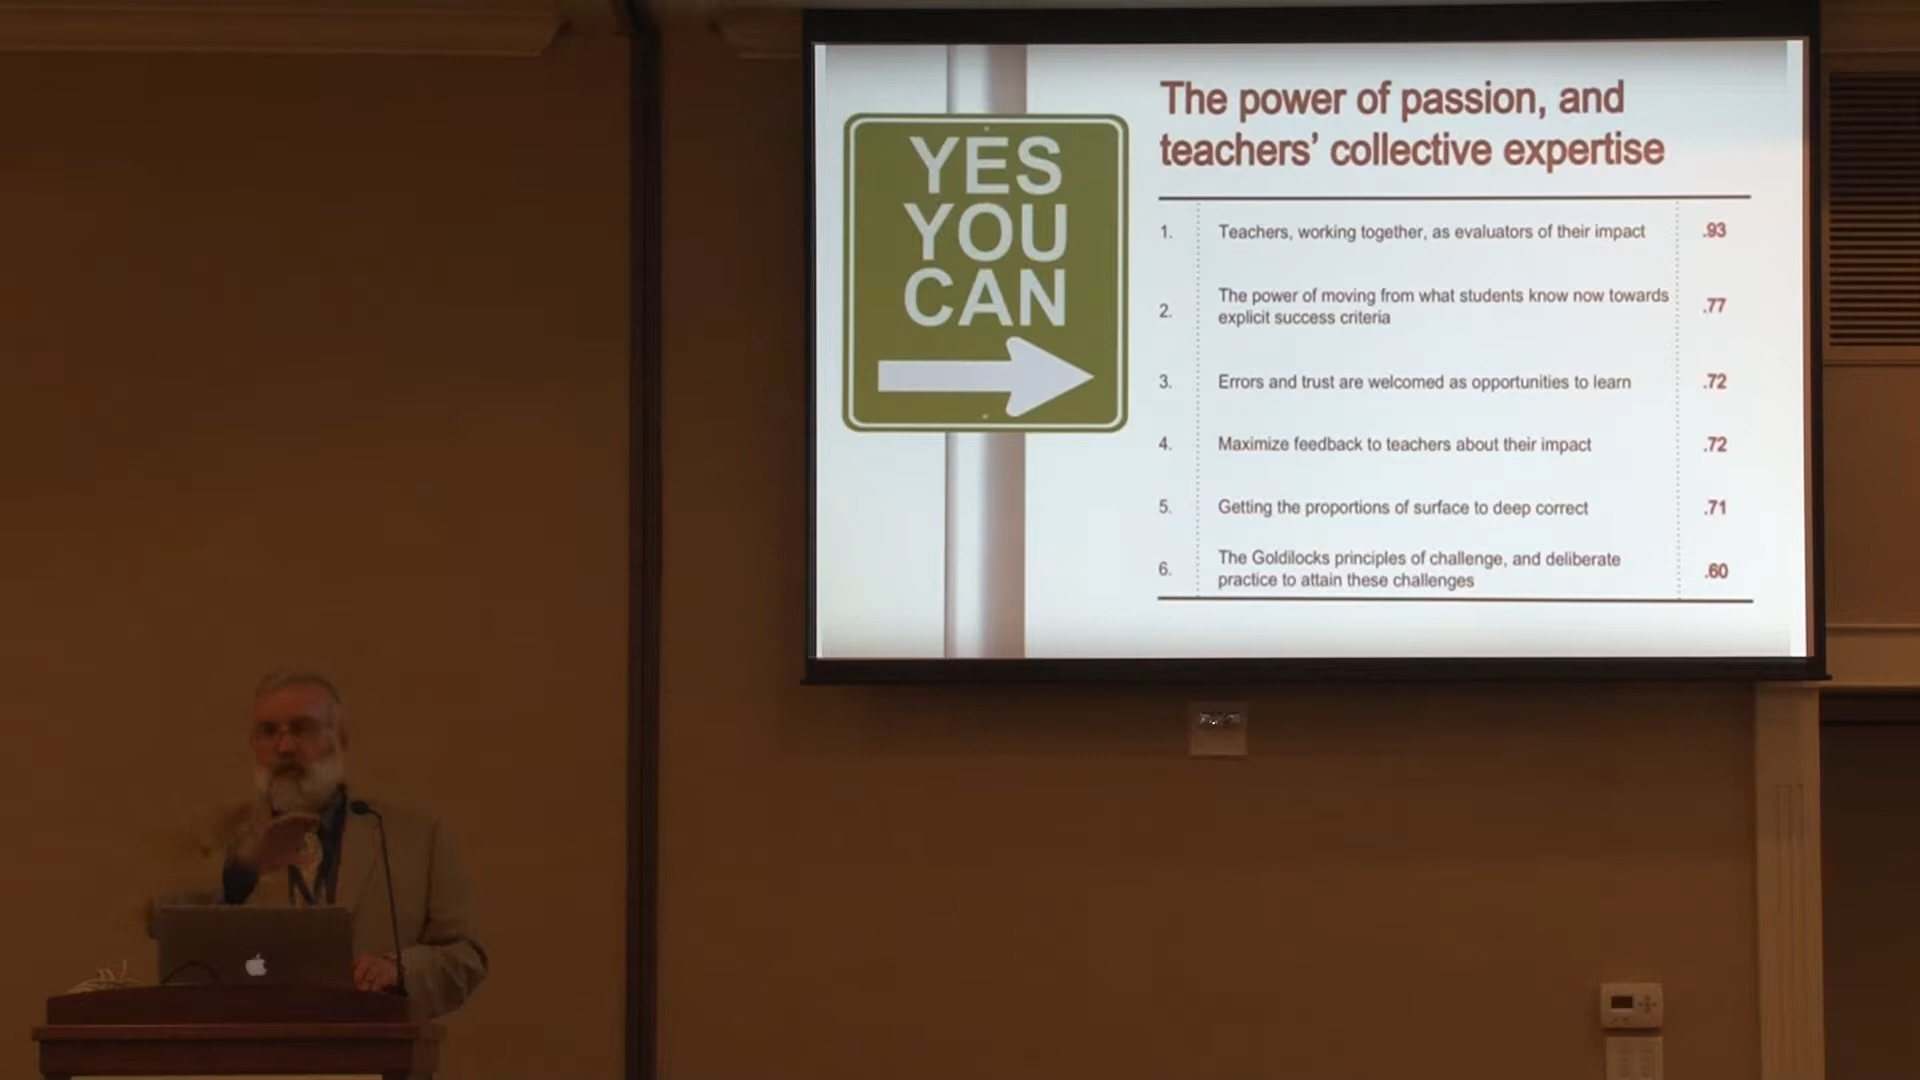 YES
YOU
CAN
The power of passion, and
teachers' collective expertise
1. Teachers, working together, as evaluators of their impact .93
2. The power of moving from what students know now towards
explicit success criteria .77
3. Errors and trust are welcomed as opportunities to learn .72
4. Maximize feedback to teachers about their impact .72
5. Getting the proportions of surface to deep correct .71
6. The Goldilocks principles of challenge, and deliberate
practice to attain these challenges .60